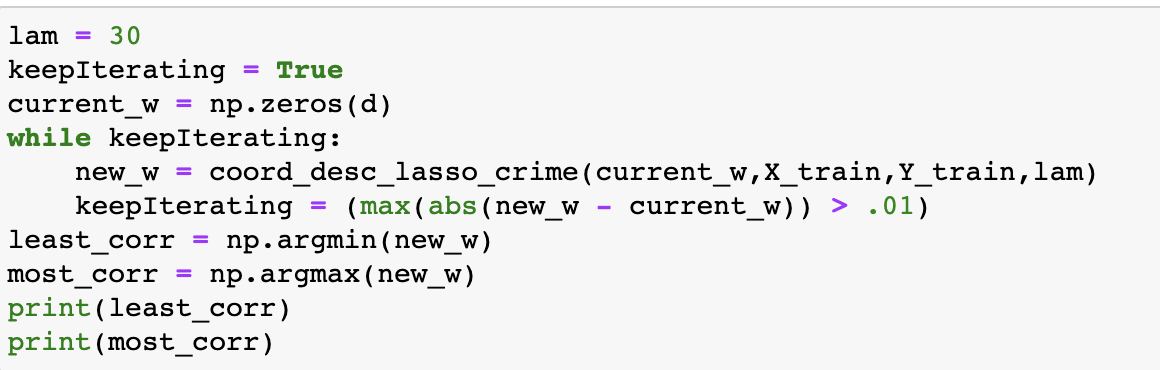 lam = 30
keepIterating = True
current_w = np.zeros(d)
while keepIterating:
    new_w = coord_desc_lasso_crime(current_w,X_train,Y_train,lam)
    keepIterating = (max(abs(new_w - current_w)) > .01)
least_corr = np.argmin(new_w)
most_corr = np.argmax(new_w)
print(least_corr)
print(most_corr)